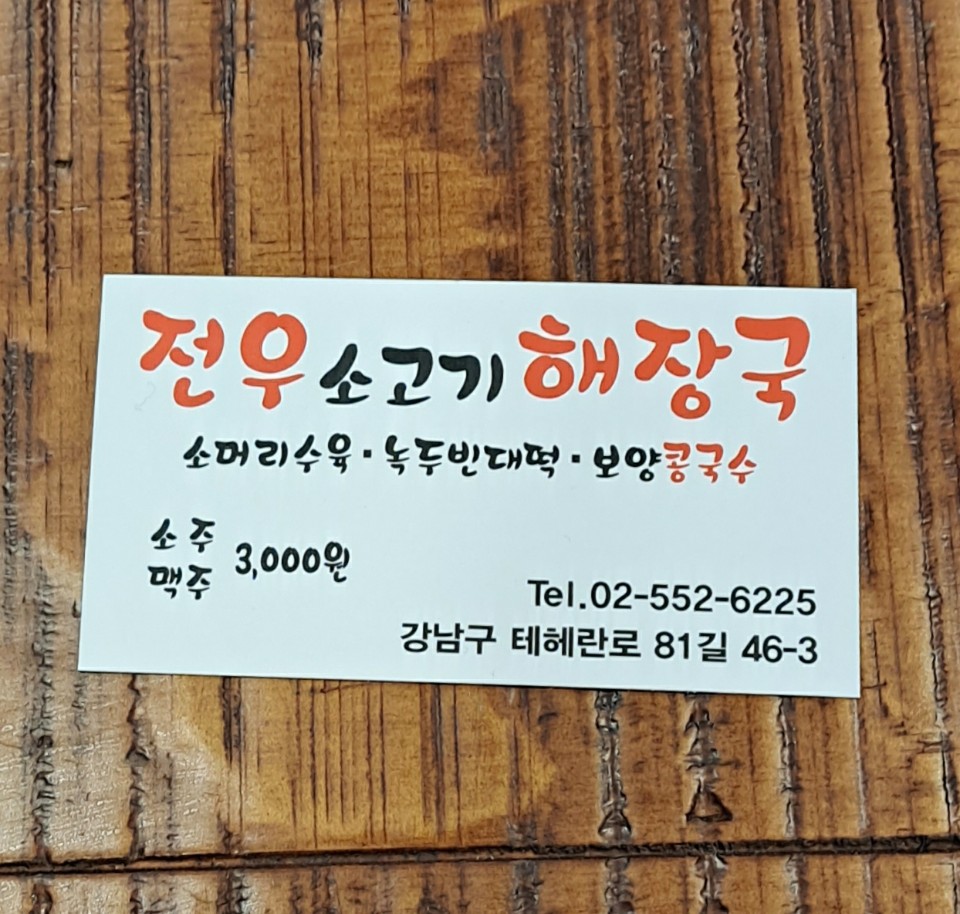 전우 소고기 해장국
소머리수육·녹두빈대떡·보양콩국수
소주
맥주 3,000원
Tel.02-552-6225
강남구 테헤란로 81길 46-3